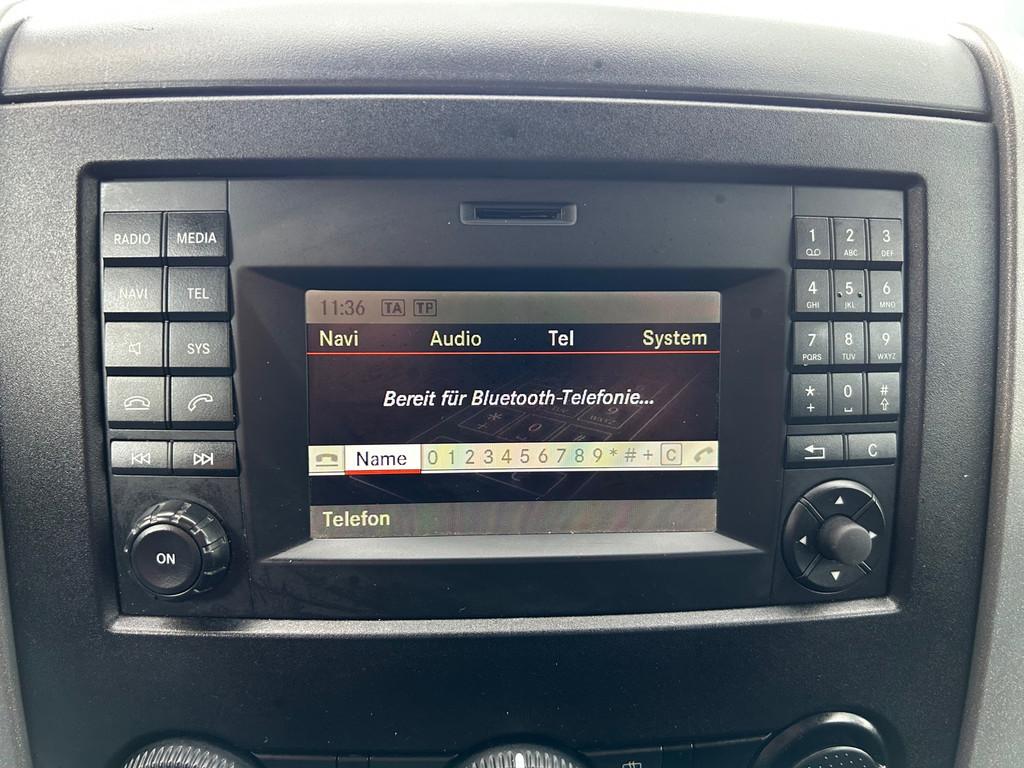 RADIO MEDIA
NAVI TEL
SYS
ON
11:36 TA TP
Navi Audio Tel System
Bereit für Bluetooth-Telefonie...
Name 0 1 2 3 4 5 6 7 8 9 * # + C
Telefon
1 2 3
ABC DEF
4 5 6
GHI JKL MNO
7 8 9
PQRS TUV WXYZ
* 0 #
+
C